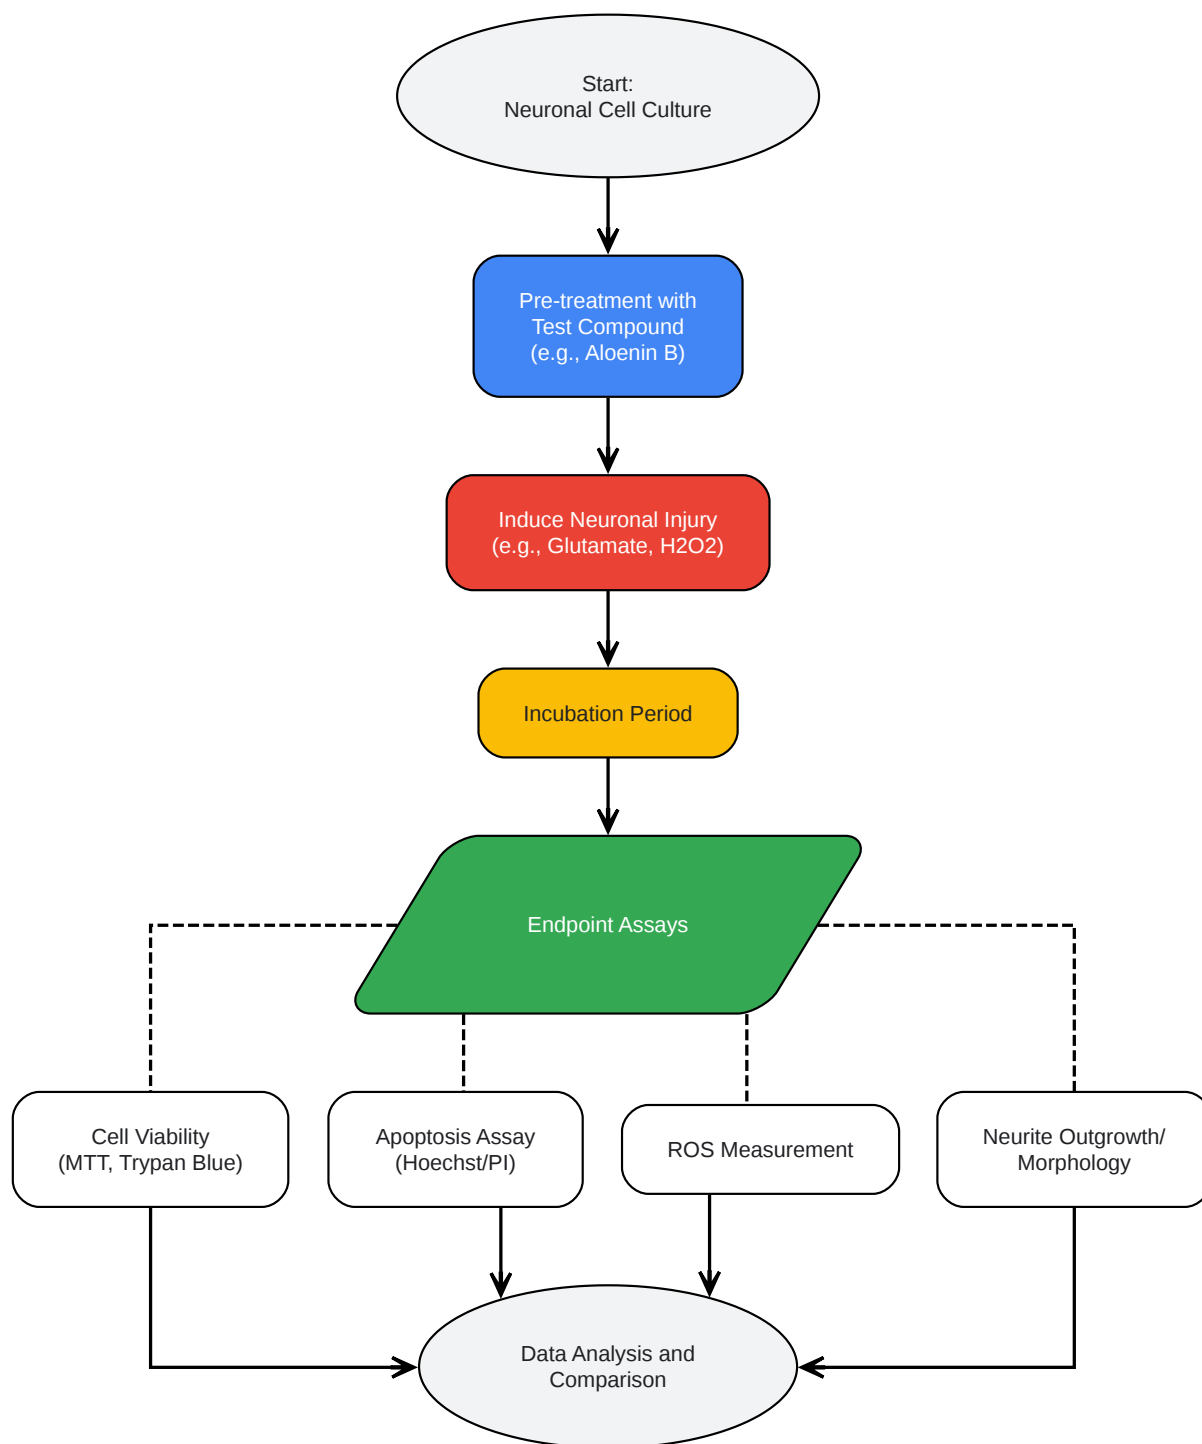 Start:
Neuronal Cell Culture
Pre-treatment with
Test Compound
(e.g., Aloenin B)
Induce Neuronal Injury
(e.g., Glutamate, H2O2)
Incubation Period
Endpoint Assays
Cell Viability
(MTT, Trypan Blue)
Apoptosis Assay
(Hoechst/PI)
ROS Measurement
Neurite Outgrowth/
Morphology
Data Analysis and
Comparison